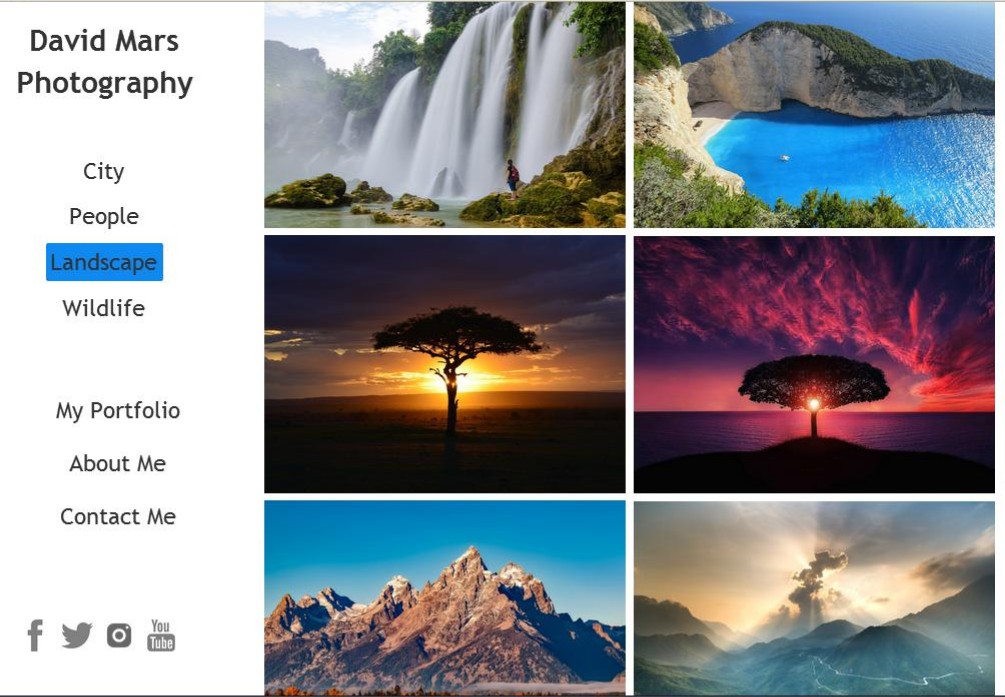 David Mars
Photography
City
People
Landscape
Wildlife
My Portfolio
About Me
Contact Me
You
Tube